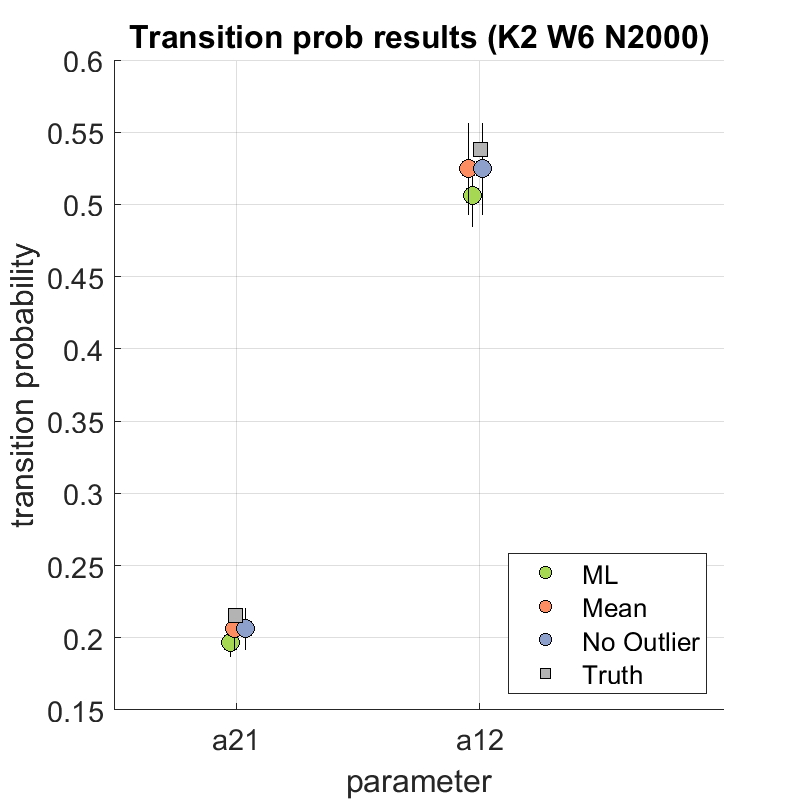 Transition prob results (K2 W6 N2000)
0.6
0.55
0.5
0.45
0.4
0.35
0.3
0.25
0.2
0.15
transition probability
a21
a12
parameter
ML
Mean
No Outlier
Truth